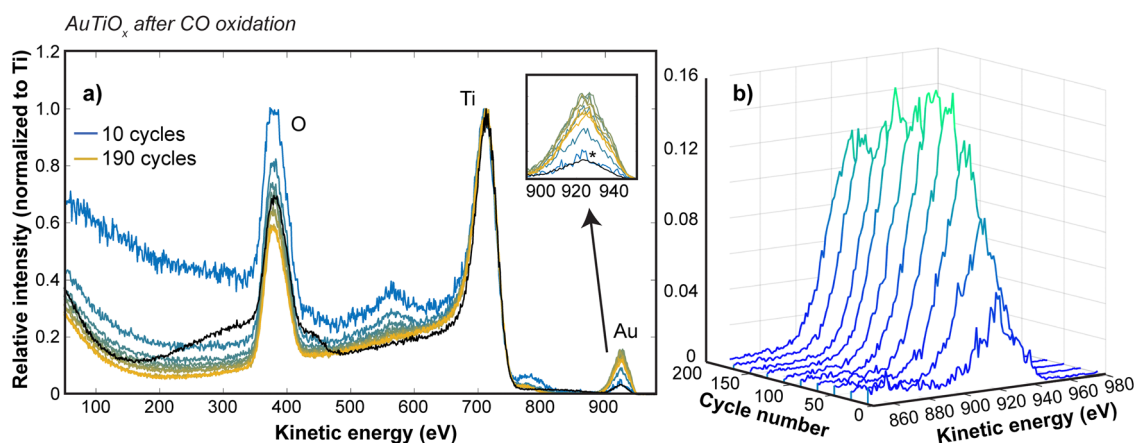 AuTiOₓ after CO oxidation
Relative intensity (normalized to Ti)
1.2
1.0
0.8
0.6
0.4
0.2
0
a)
10 cycles
190 cycles
O
Ti
Au
*
900 920 940
100 200 300 400 500 600 700 800 900
Kinetic energy (eV)
b)
0.16
0.12
0.08
0.04
0
200 150 100 50 0
Cycle number
860 880 900 920 940 960 980
Kinetic energy (eV)